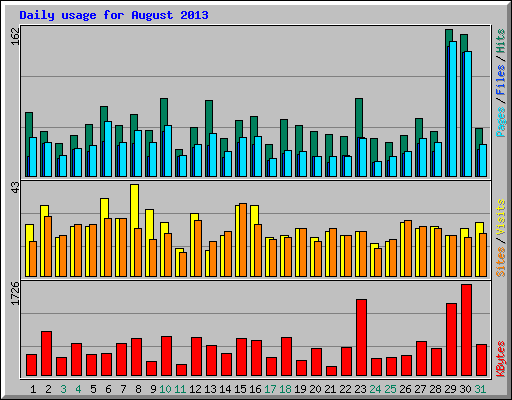 Daily usage for August 2013
162
Pages / Files / Hits
43
Sites / Visits
1726
KBytes
1 2 3 4 5 6 7 8 9 10 11 12 13 14 15 16 17 18 19 20 21 22 23 24 25 26 27 28 29 30 31